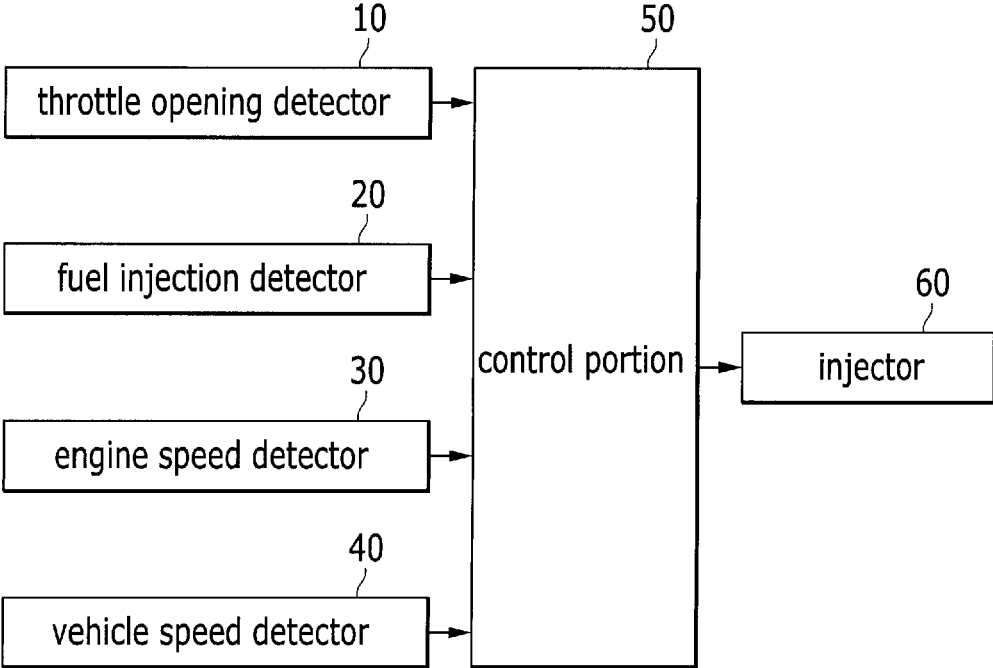 10
throttle opening detector
20
fuel injection detector
30
engine speed detector
40
vehicle speed detector
50
control portion
60
injector